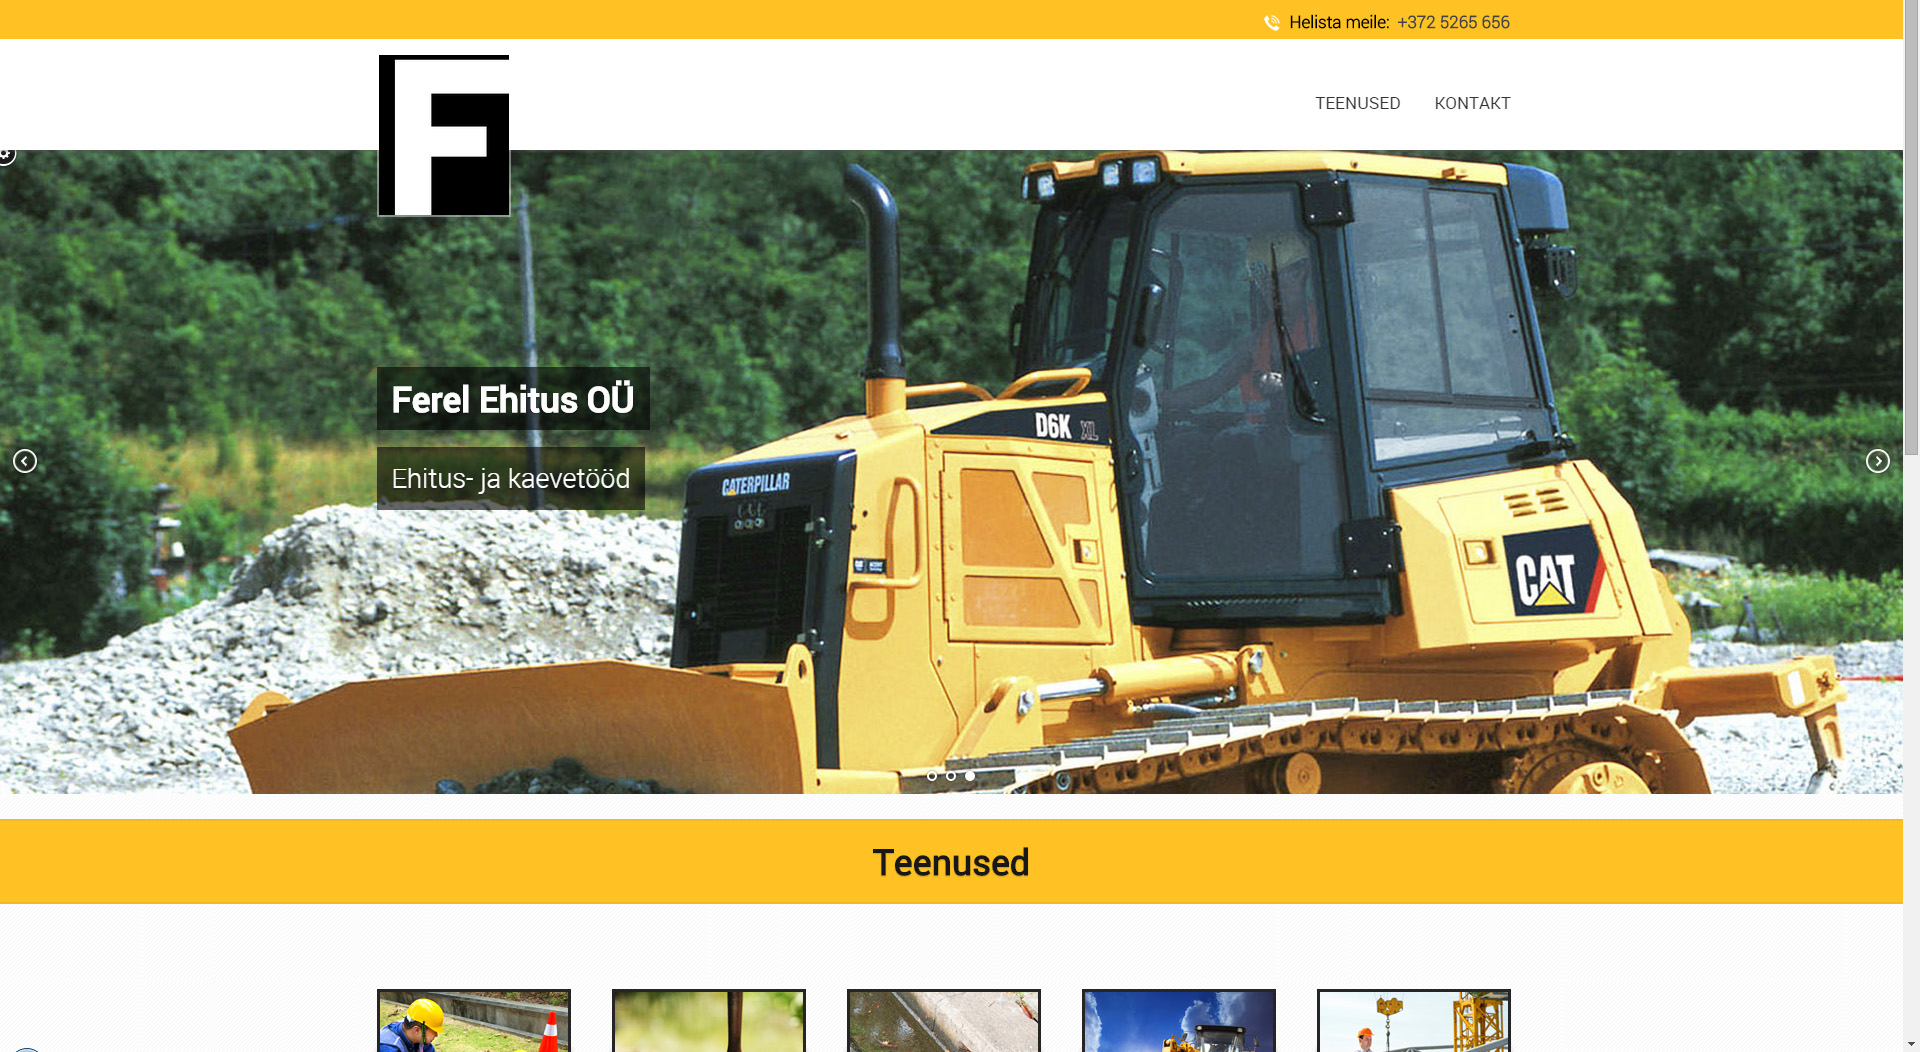 Helista meile: +372 5265 656
F
TEENUSED KONTAKT
Ferel Ehitus OÜ
Ehitus- ja kaevetööd
D6K XL
CATERPILLAR
CAT
Teenused